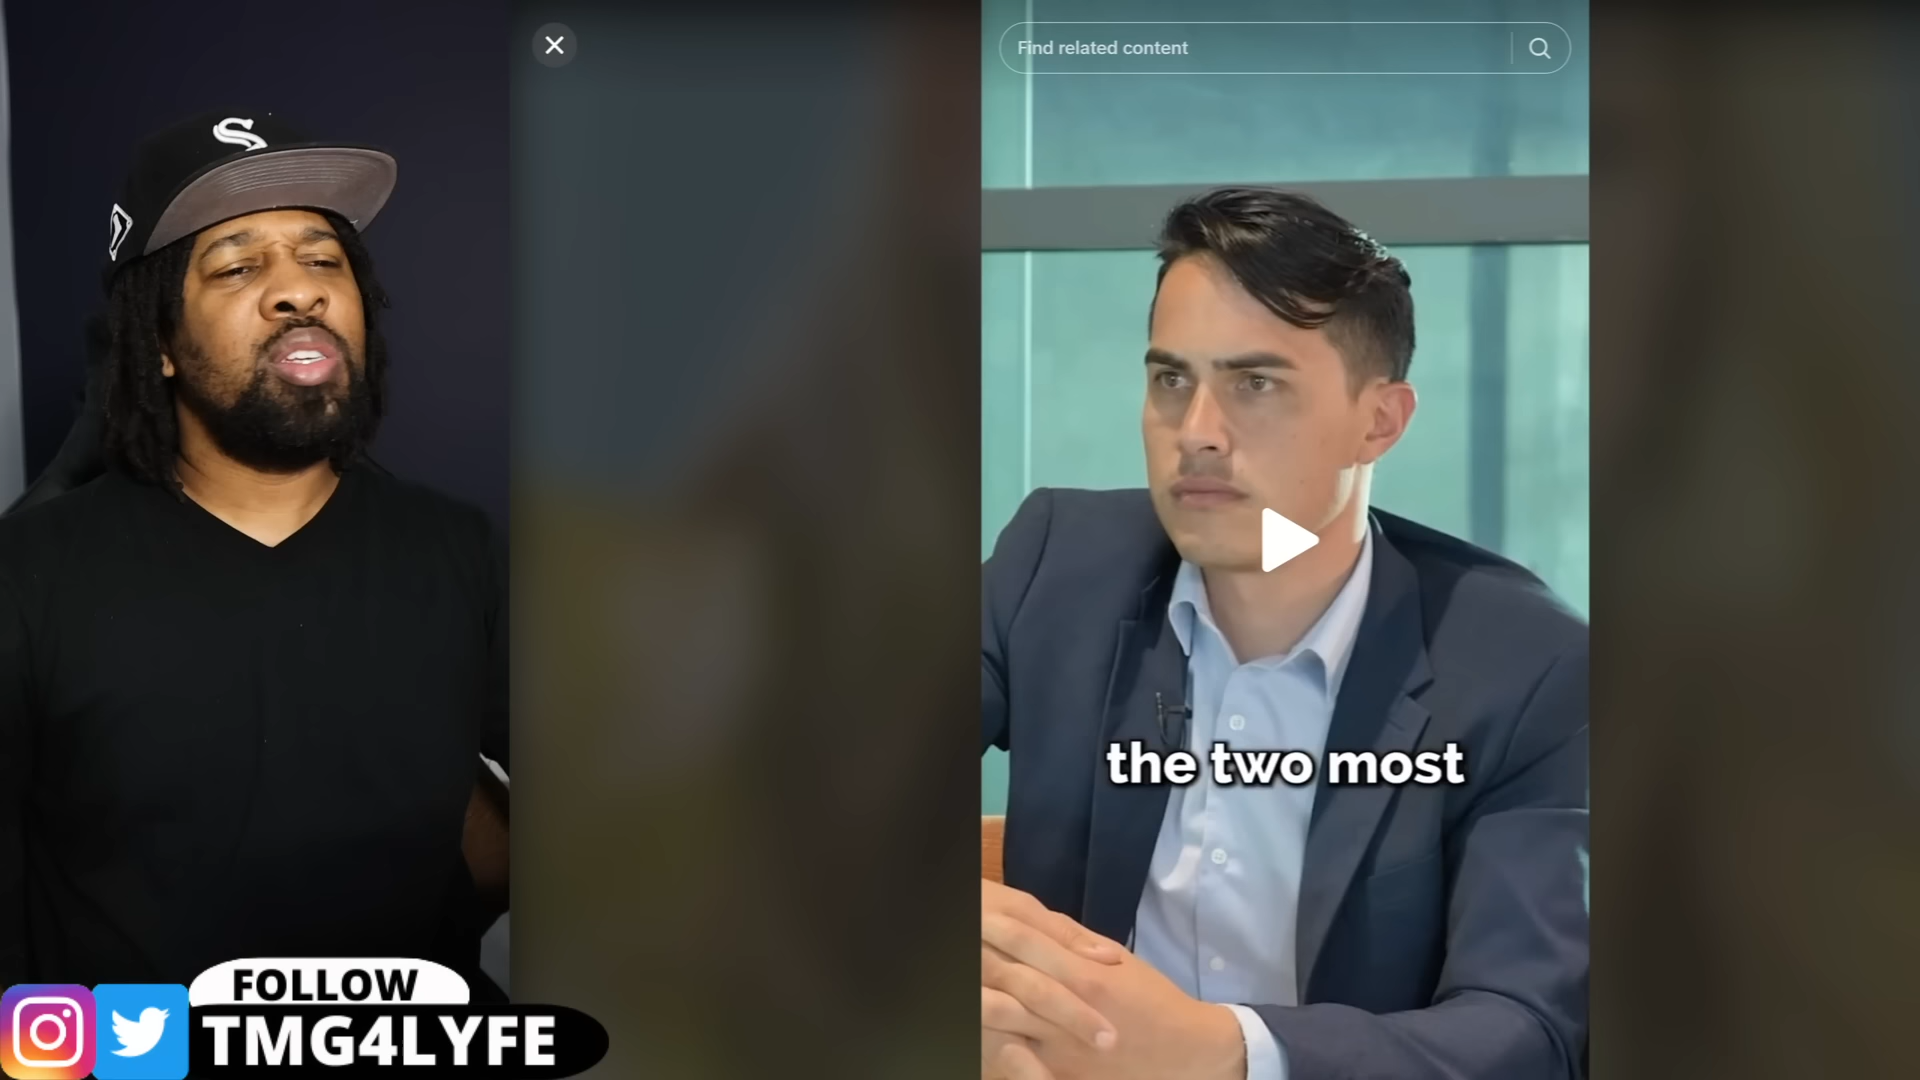 Find related content
S
the two most
FOLLOW
TMG4LYFE